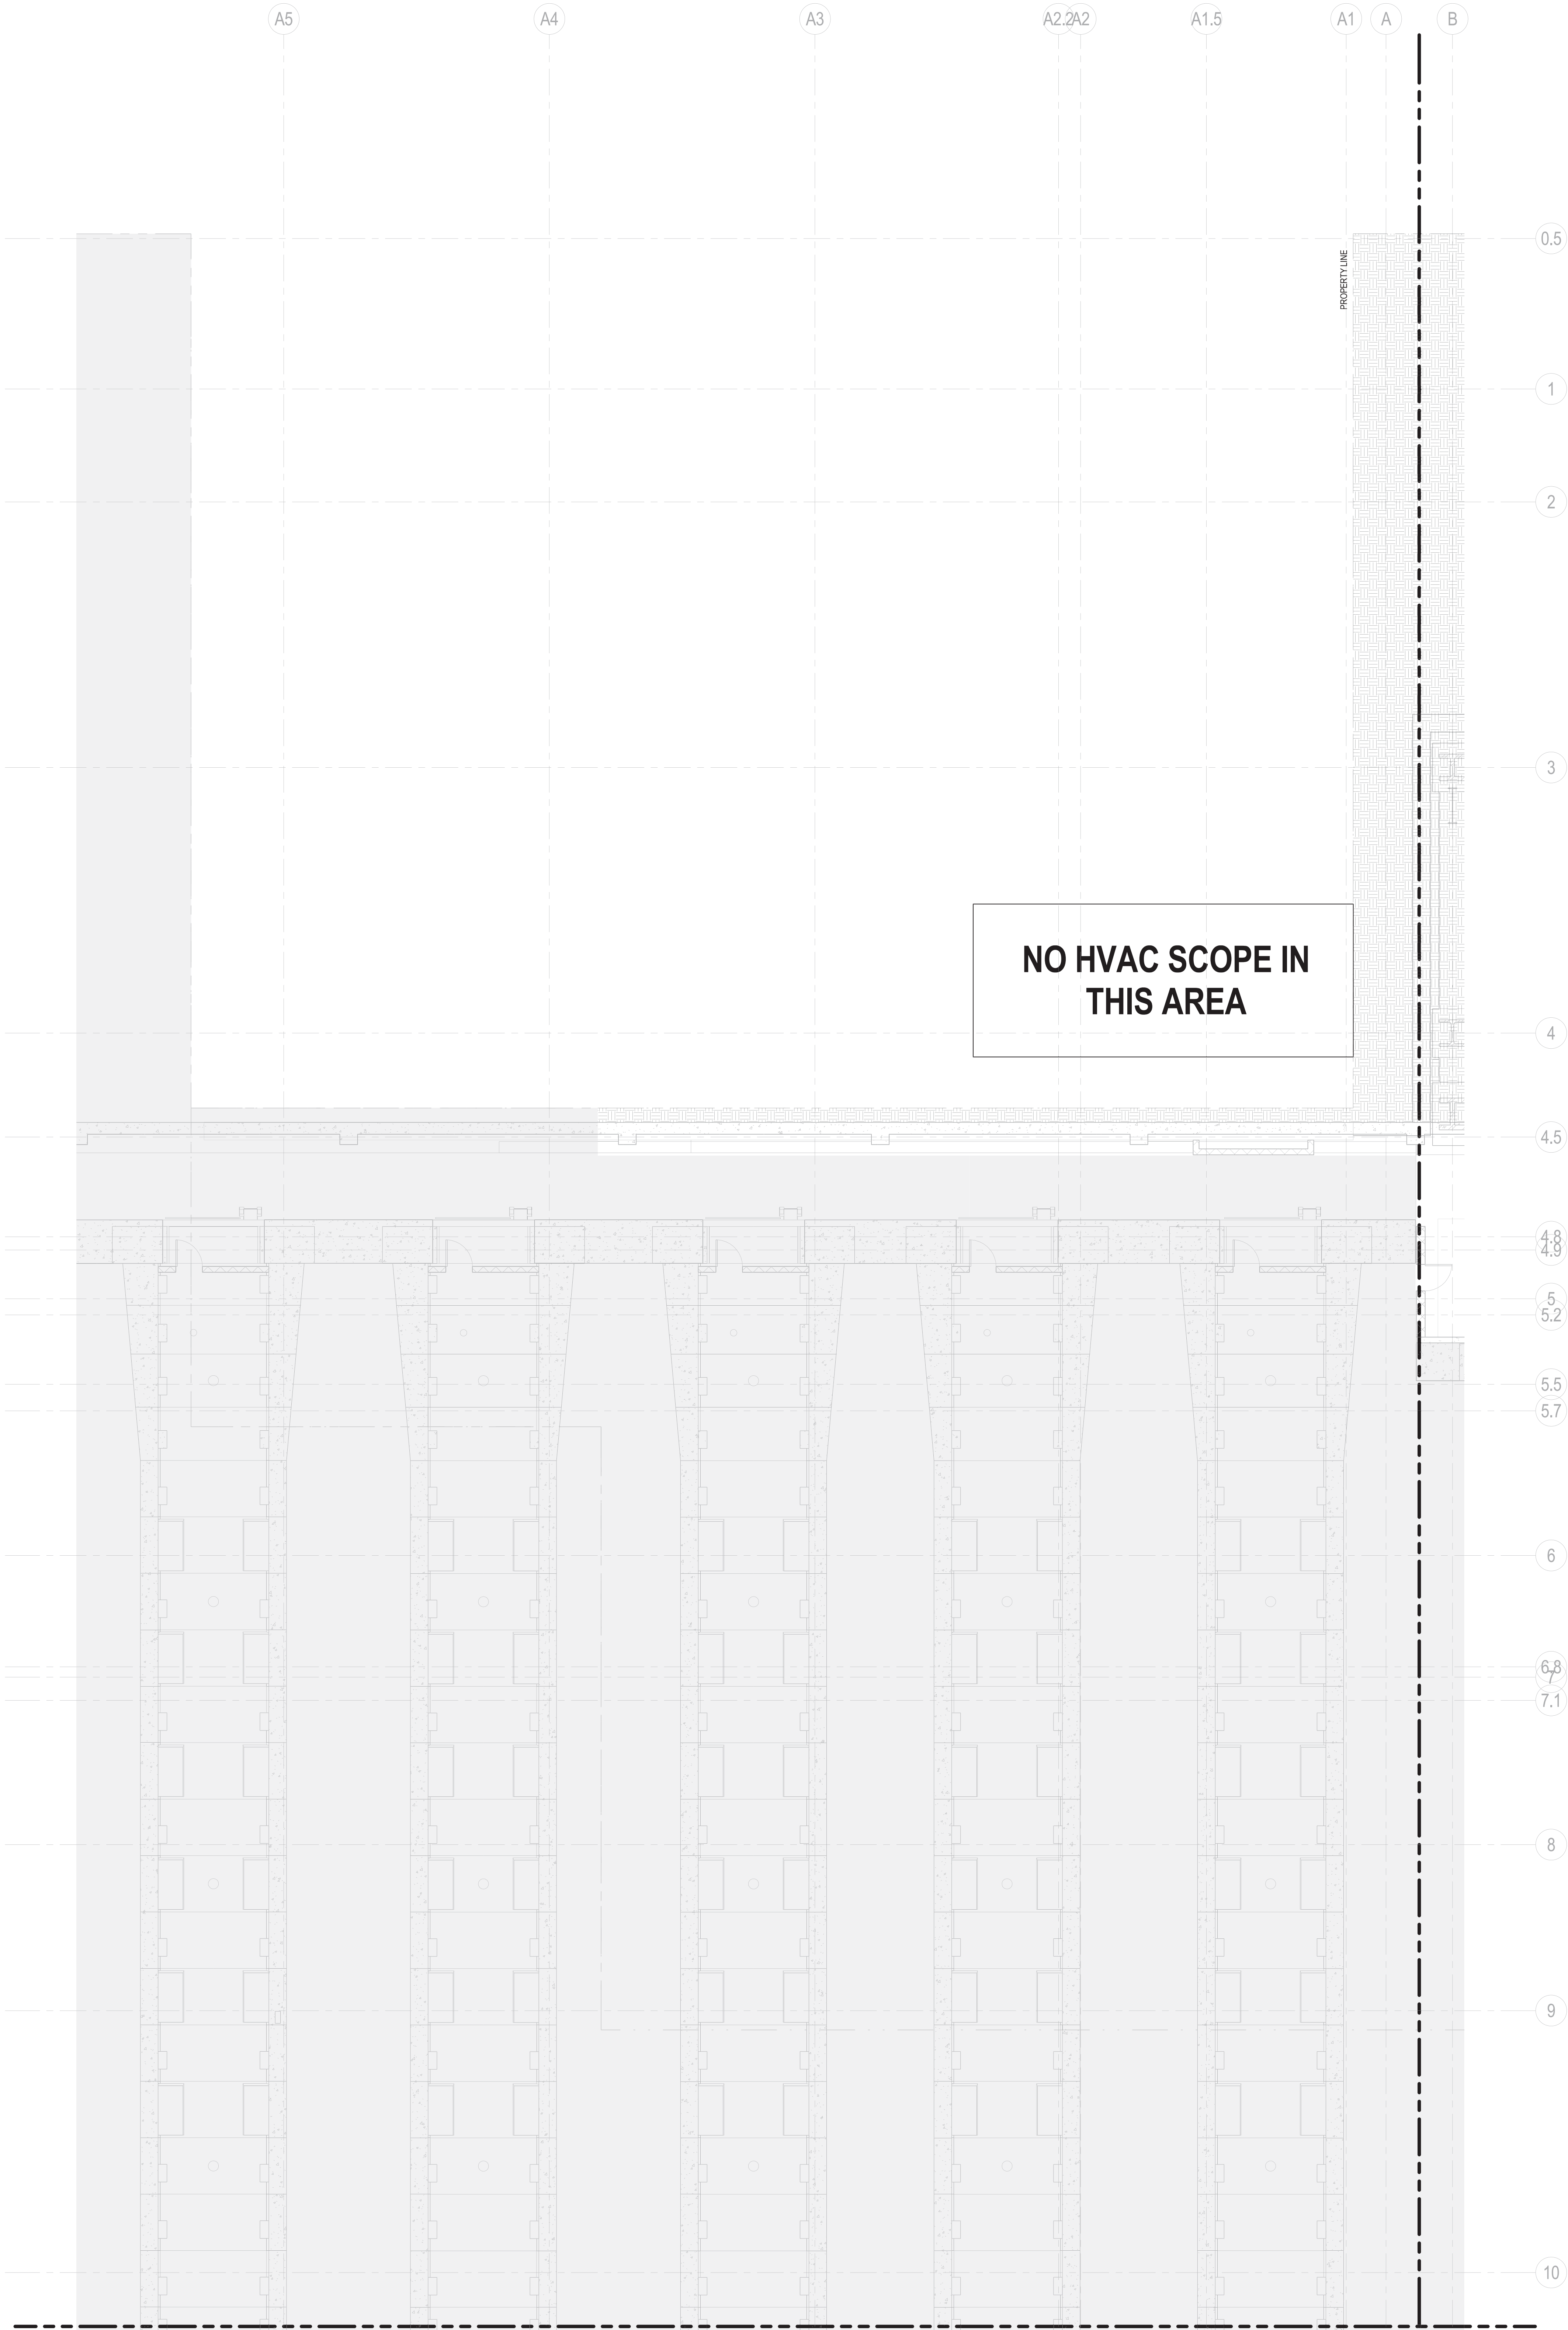 A5
A4
A3
A2.2
A2
A1.5
A1
A
B
0.5
PROPERTY LINE
1
2
3
NO HVAC SCOPE IN
THIS AREA
4
4.5
4.8
4.9
5
5.2
5.5
5.7
6
6.8
7
7.1
8
9
10